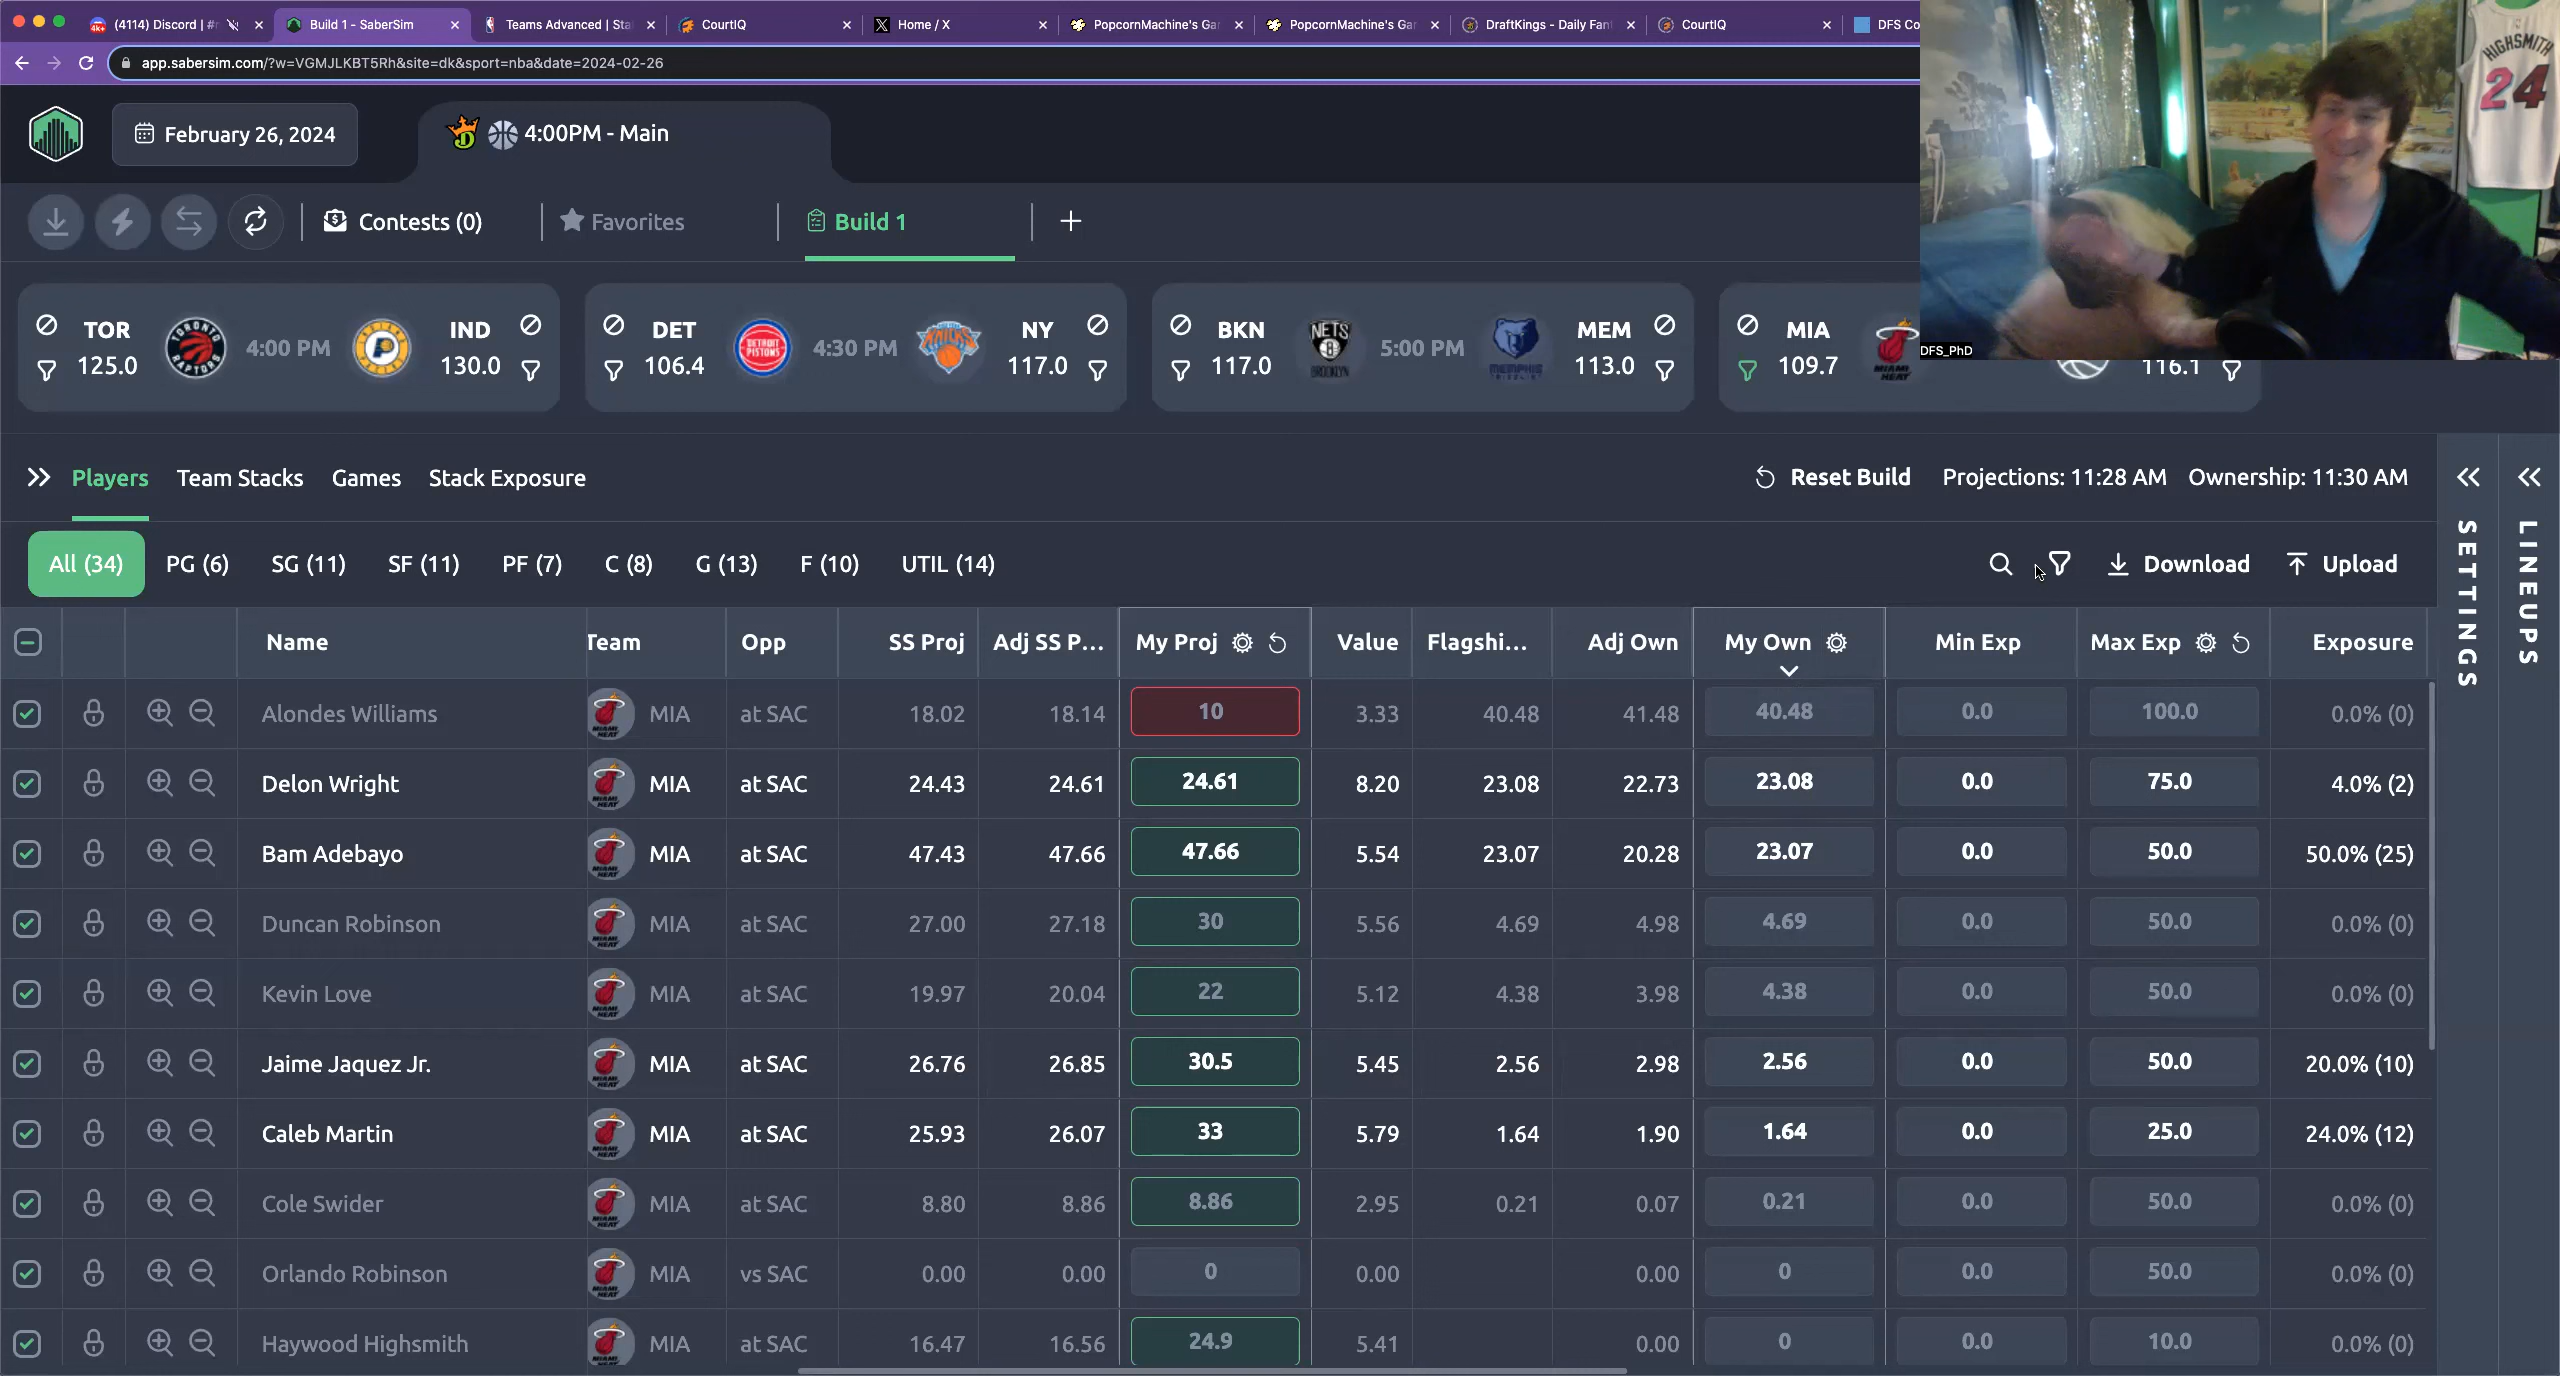 (4114) Discord | #r
Build 1 - SaberSim
Teams Advanced | Sta
CourtIQ
Home / X
PopcornMachine's Ga
PopcornMachine's Ga
DraftKings - Daily Fan
CourtIQ
DFS Co
app.sabersim.com/?w=VGMJLKBT5Rh&site=dk&sport=nba&date=2024-02-26
HIGHSMITH
24
DFS_PhD
February 26, 2024
4:00PM - Main
Contests (0)
Favorites
Build 1
TOR 4:00 PM IND
125.0 130.0
DET 4:30 PM NY
106.4 117.0
BKN 5:00 PM MEM
117.0 113.0
MIA
109.7 116.1
Players Team Stacks Games Stack Exposure
Reset Build Projections: 11:28 AM Ownership: 11:30 AM
All (34) PG (6) SG (11) SF (11) PF (7) C (8) G (13) F (10) UTIL (14)
Download Upload
SETTINGS
LINEUPS
Name Team Opp SS Proj Adj SS P... My Proj Value Flagshi... Adj Own My Own Min Exp Max Exp Exposure
Alondes Williams MIA at SAC 18.02 18.14 10 3.33 40.48 41.48 40.48 0.0 100.0 0.0% (0)
Delon Wright MIA at SAC 24.43 24.61 24.61 8.20 23.08 22.73 23.08 0.0 75.0 4.0% (2)
Bam Adebayo MIA at SAC 47.43 47.66 47.66 5.54 23.07 20.28 23.07 0.0 50.0 50.0% (25)
Duncan Robinson MIA at SAC 27.00 27.18 30 5.56 4.69 4.98 4.69 0.0 50.0 0.0% (0)
Kevin Love MIA at SAC 19.97 20.04 22 5.12 4.38 3.98 4.38 0.0 50.0 0.0% (0)
Jaime Jaquez Jr. MIA at SAC 26.76 26.85 30.5 5.45 2.56 2.98 2.56 0.0 50.0 20.0% (10)
Caleb Martin MIA at SAC 25.93 26.07 33 5.79 1.64 1.90 1.64 0.0 25.0 24.0% (12)
Cole Swider MIA at SAC 8.80 8.86 8.86 2.95 0.21 0.07 0.21 0.0 50.0 0.0% (0)
Orlando Robinson MIA vs SAC 0.00 0.00 0 0.00 0.00 0 0.0 50.0 0.0% (0)
Haywood Highsmith MIA at SAC 16.47 16.56 24.9 5.41 0.00 0 0.0 10.0 0.0% (0)